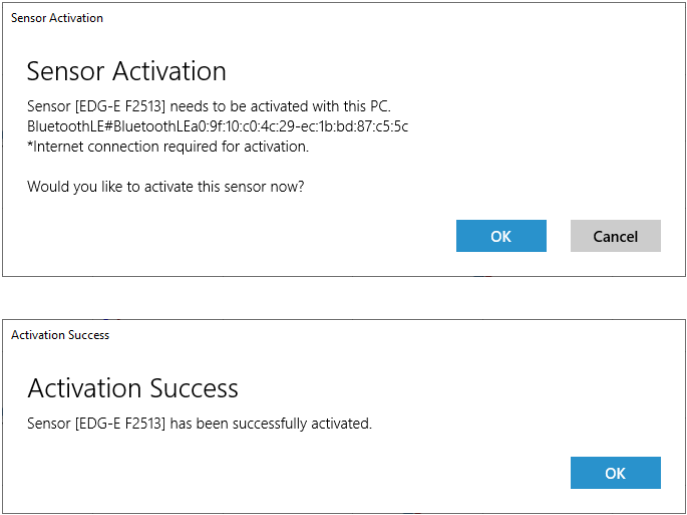 Sensor Activation
Sensor Activation
Sensor [EDG-E F2513] needs to be activated with this PC.
BluetoothLE#BluetoothLEa0:9f:10:c0:4c:29-ec:1b:bd:87:c5:5c
*Internet connection required for activation.
Would you like to activate this sensor now?
OK Cancel
Activation Success
Activation Success
Sensor [EDG-E F2513] has been successfully activated.
OK